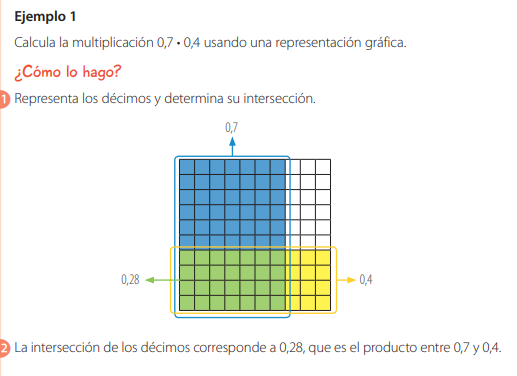 Ejemplo 1
Calcula la multiplicación 0,7 • 0,4 usando una representación gráfica.
¿Cómo lo hago?
1 Representa los décimos y determina su intersección.
0,7
0,28
0,4
2 La intersección de los décimos corresponde a 0,28, que es el producto entre 0,7 y 0,4.